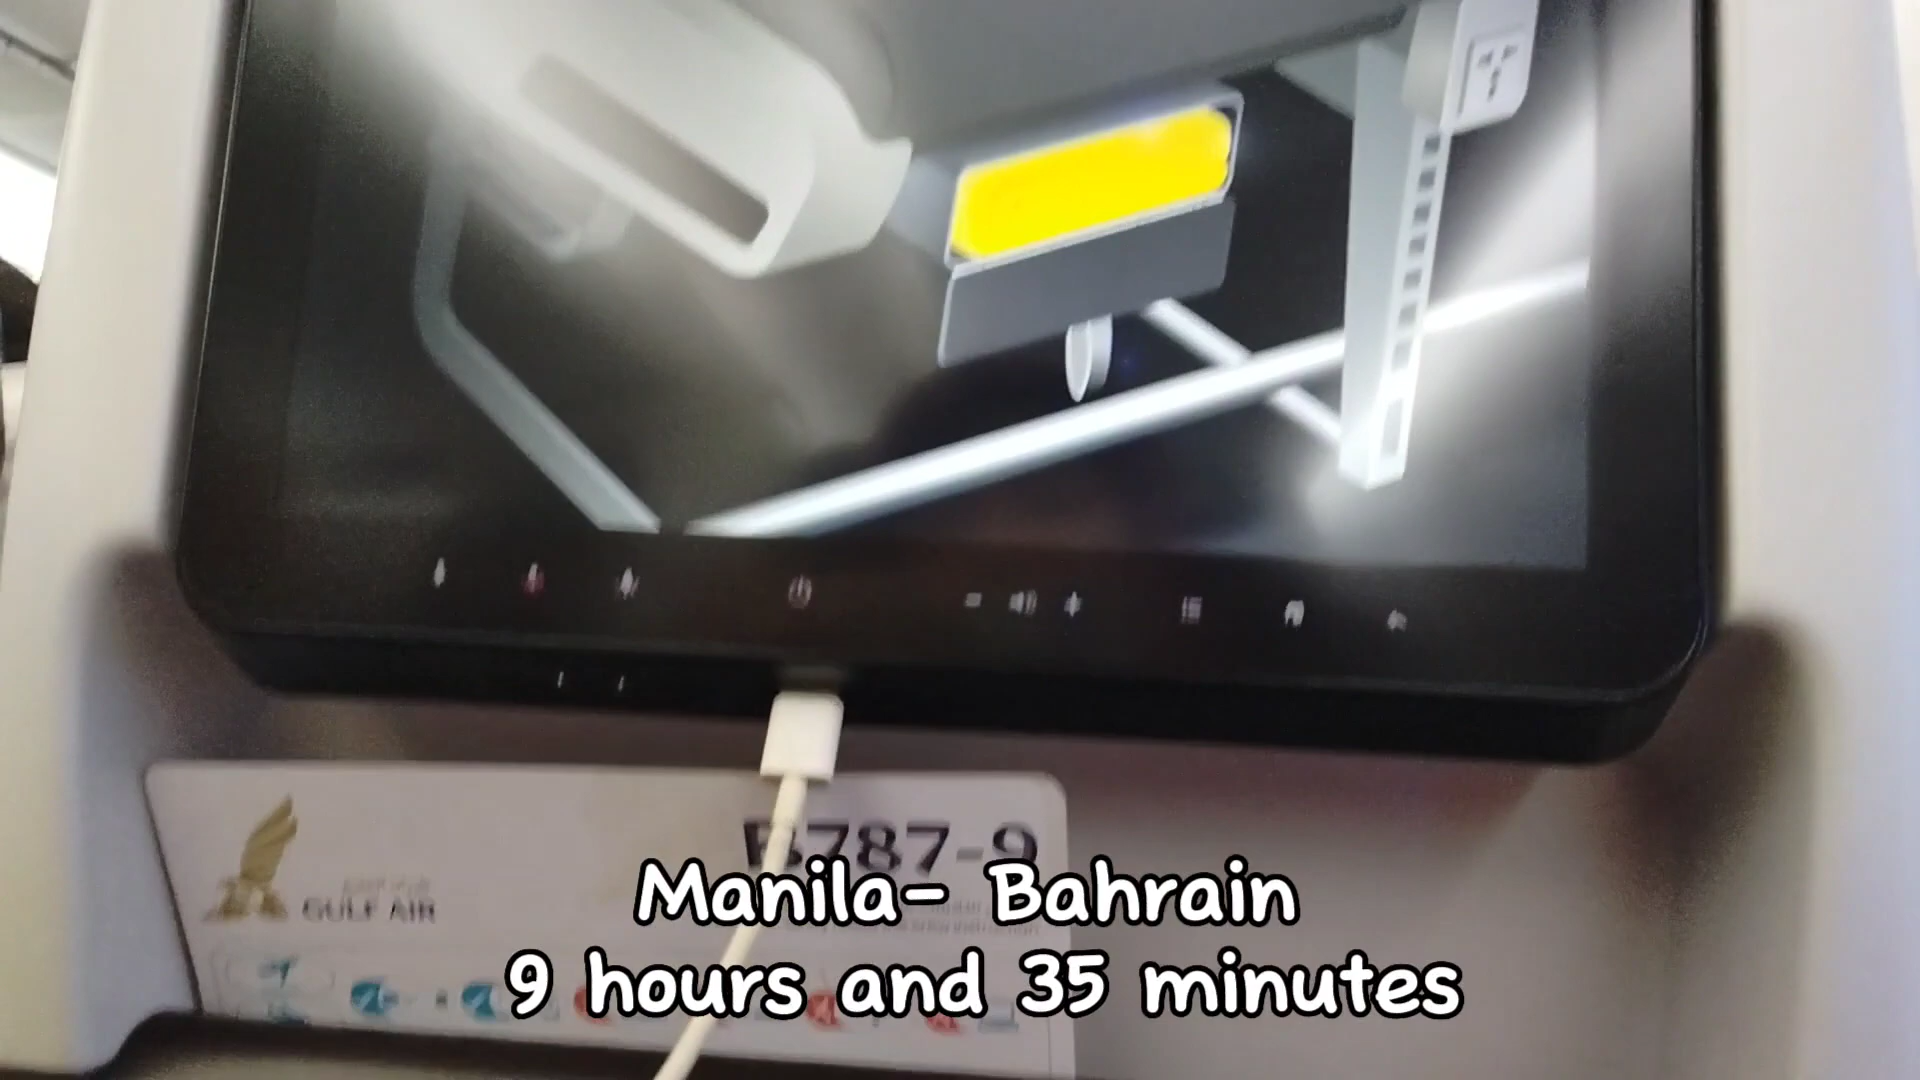 B787-9
GULF AIR
Manila- Bahrain
9 hours and 35 minutes